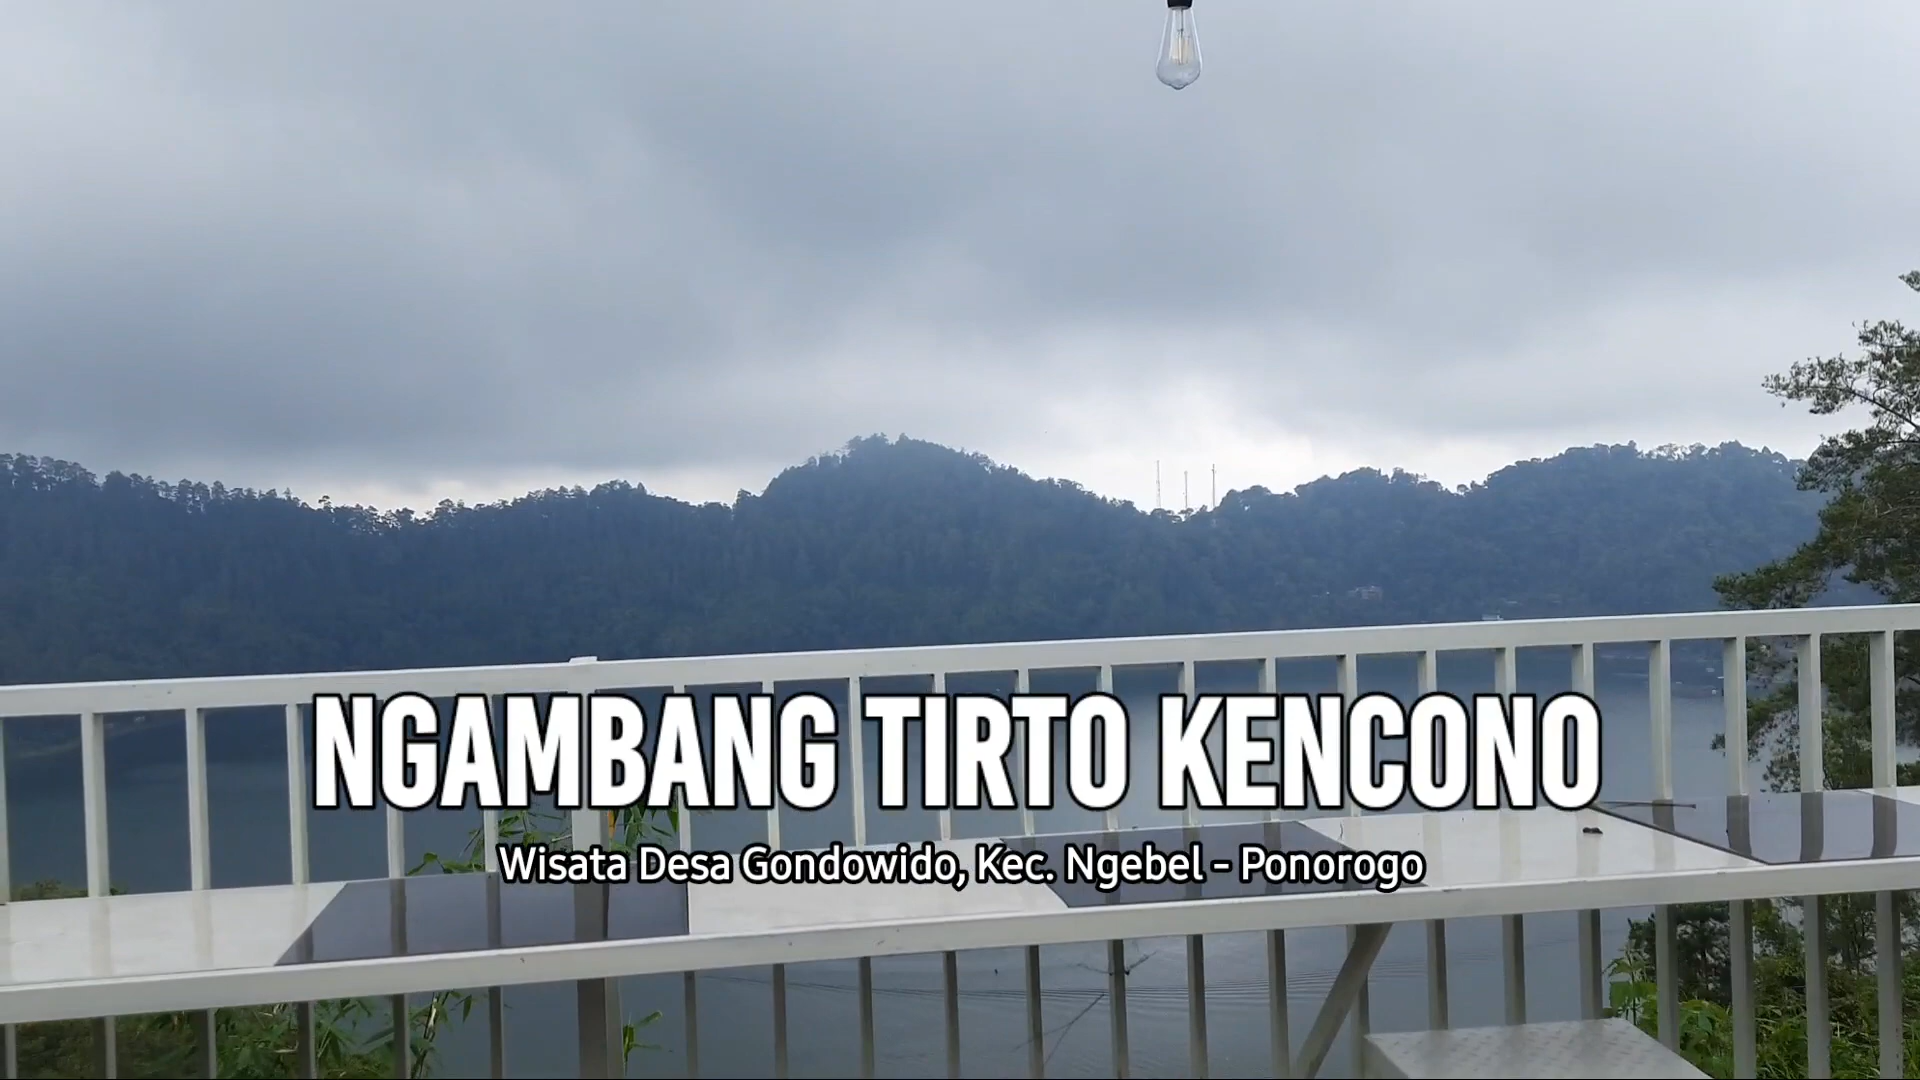 NGAMBANG TIRTO KENCONO
Wisata Desa Gondowido, Kec. Ngebel - Ponorogo